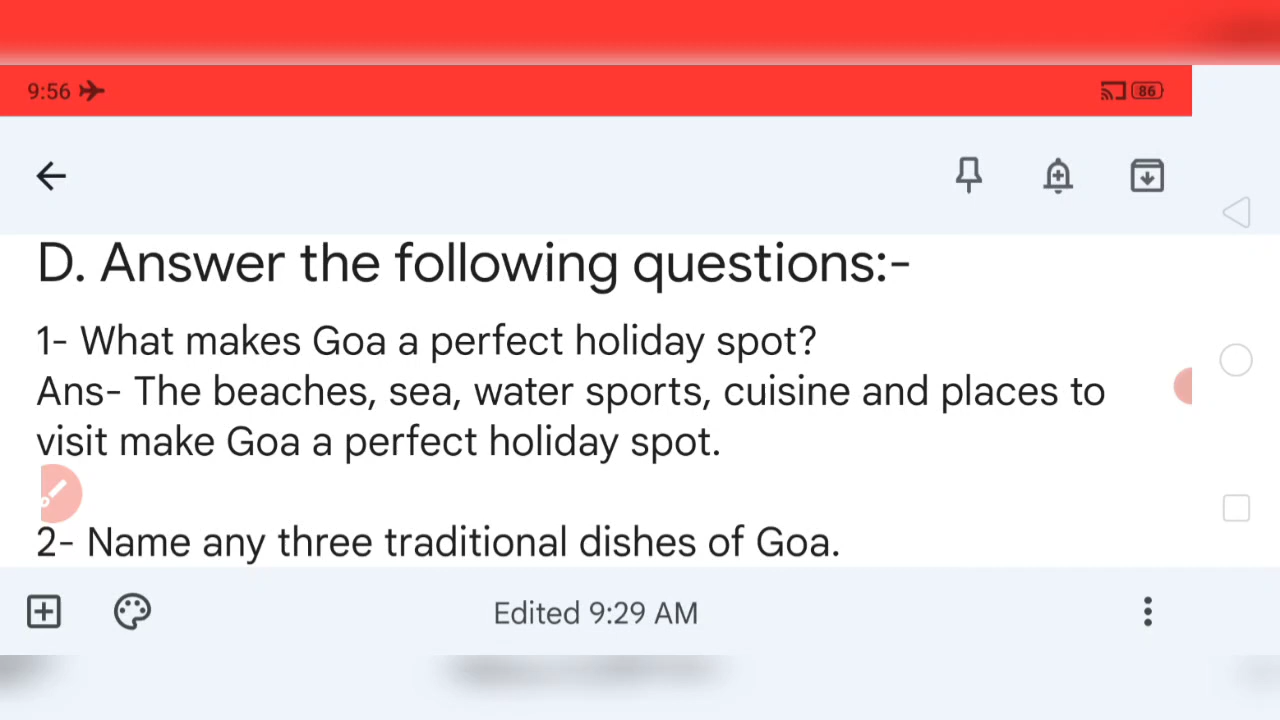 9:56
86
D. Answer the following questions:-
1- What makes Goa a perfect holiday spot?
Ans- The beaches, sea, water sports, cuisine and places to
visit make Goa a perfect holiday spot.
2- Name any three traditional dishes of Goa.
Edited 9:29 AM